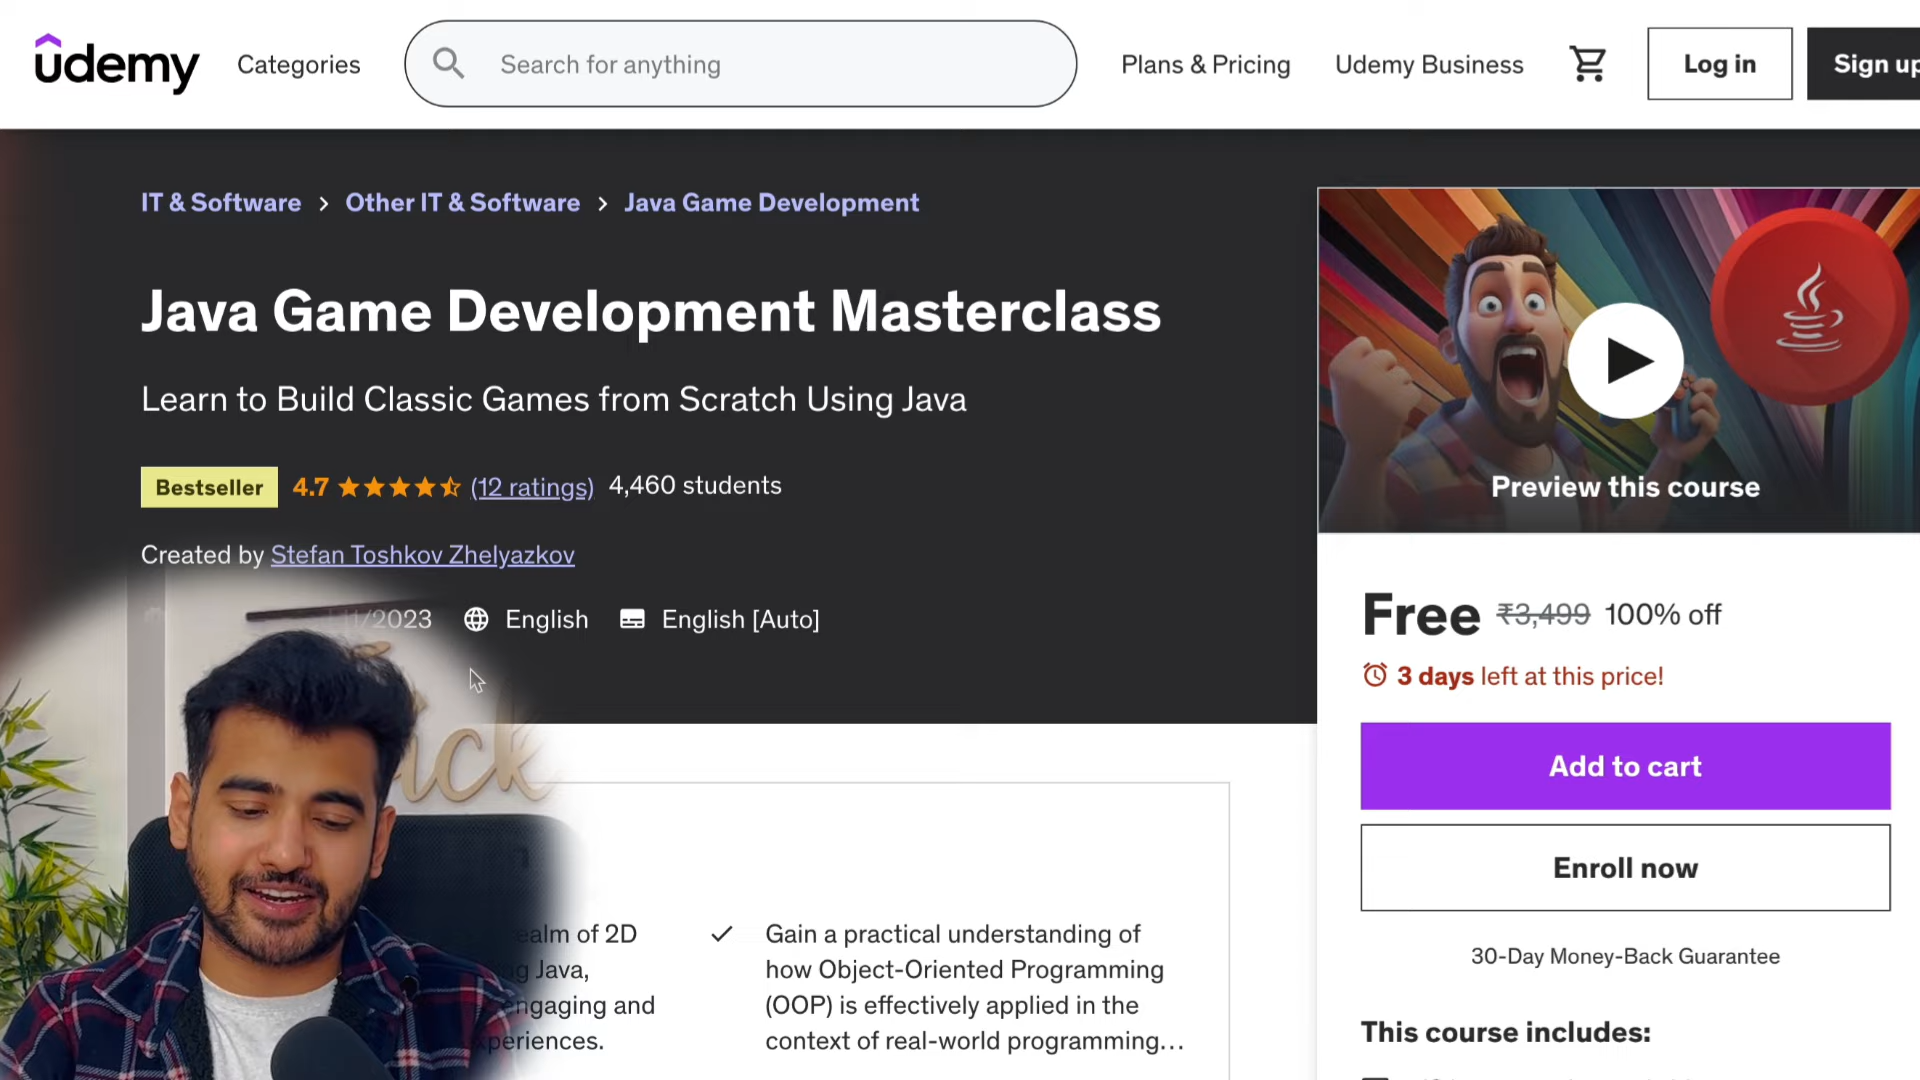 ûdemy
Categories
Search for anything
Plans & Pricing
Udemy Business
Log in
Sign up
IT & Software > Other IT & Software > Java Game Development
Java Game Development Masterclass
Learn to Build Classic Games from Scratch Using Java
Bestseller 4.7 (12 ratings) 4,460 students
Created by Stefan Toshkov Zhelyazkov
/2023 English English [Auto]
Preview this course
Free ₹3,499 100% off
3 days left at this price!
Add to cart
Enroll now
30-Day Money-Back Guarantee
This course includes:
of 2D
Java,
and
Gain a practical understanding of
how Object-Oriented Programming
(OOP) is effectively applied in the
context of real-world programming...